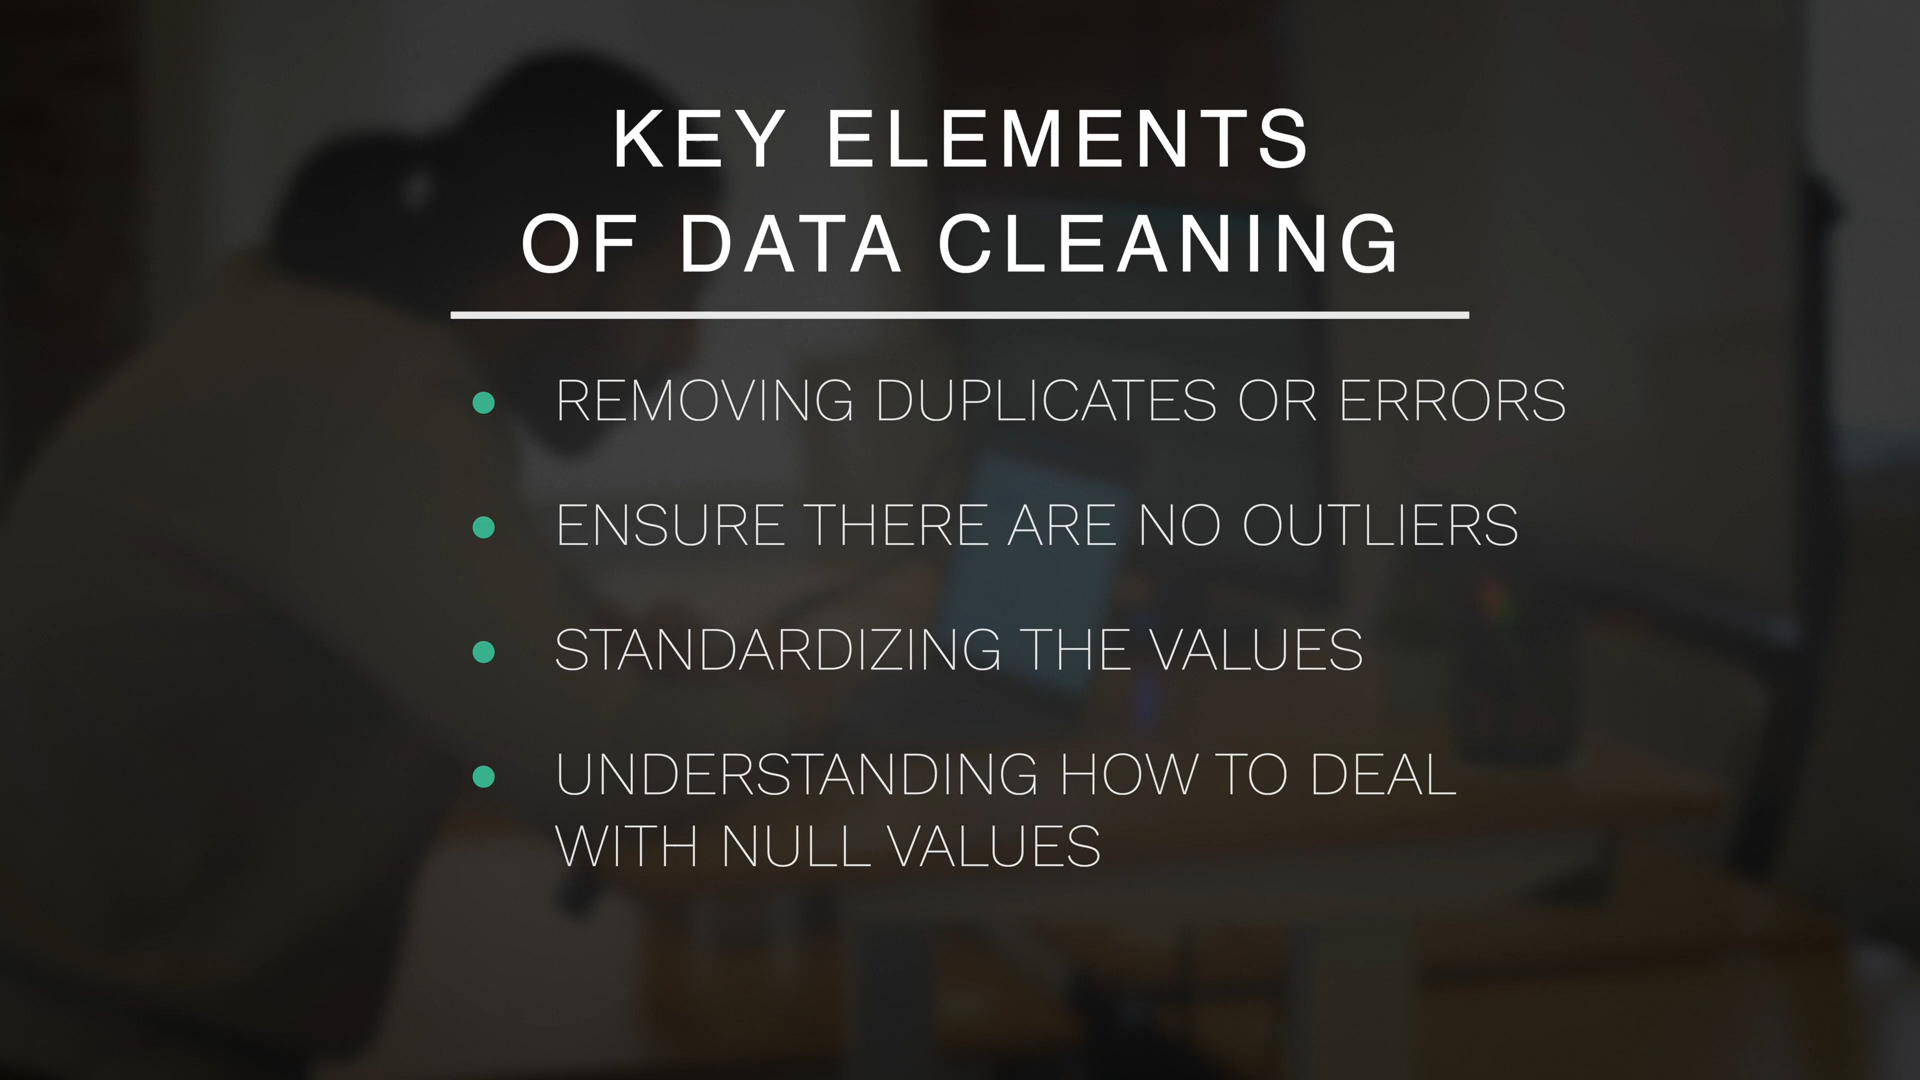 KEY ELEMENTS
OF DATA CLEANING
REMOVING DUPLICATES OR ERRORS
ENSURE THERE ARE NO OUTLIERS
STANDARDIZING THE VALUES
UNDERSTANDING HOW TO DEAL
WITH NULL VALUES